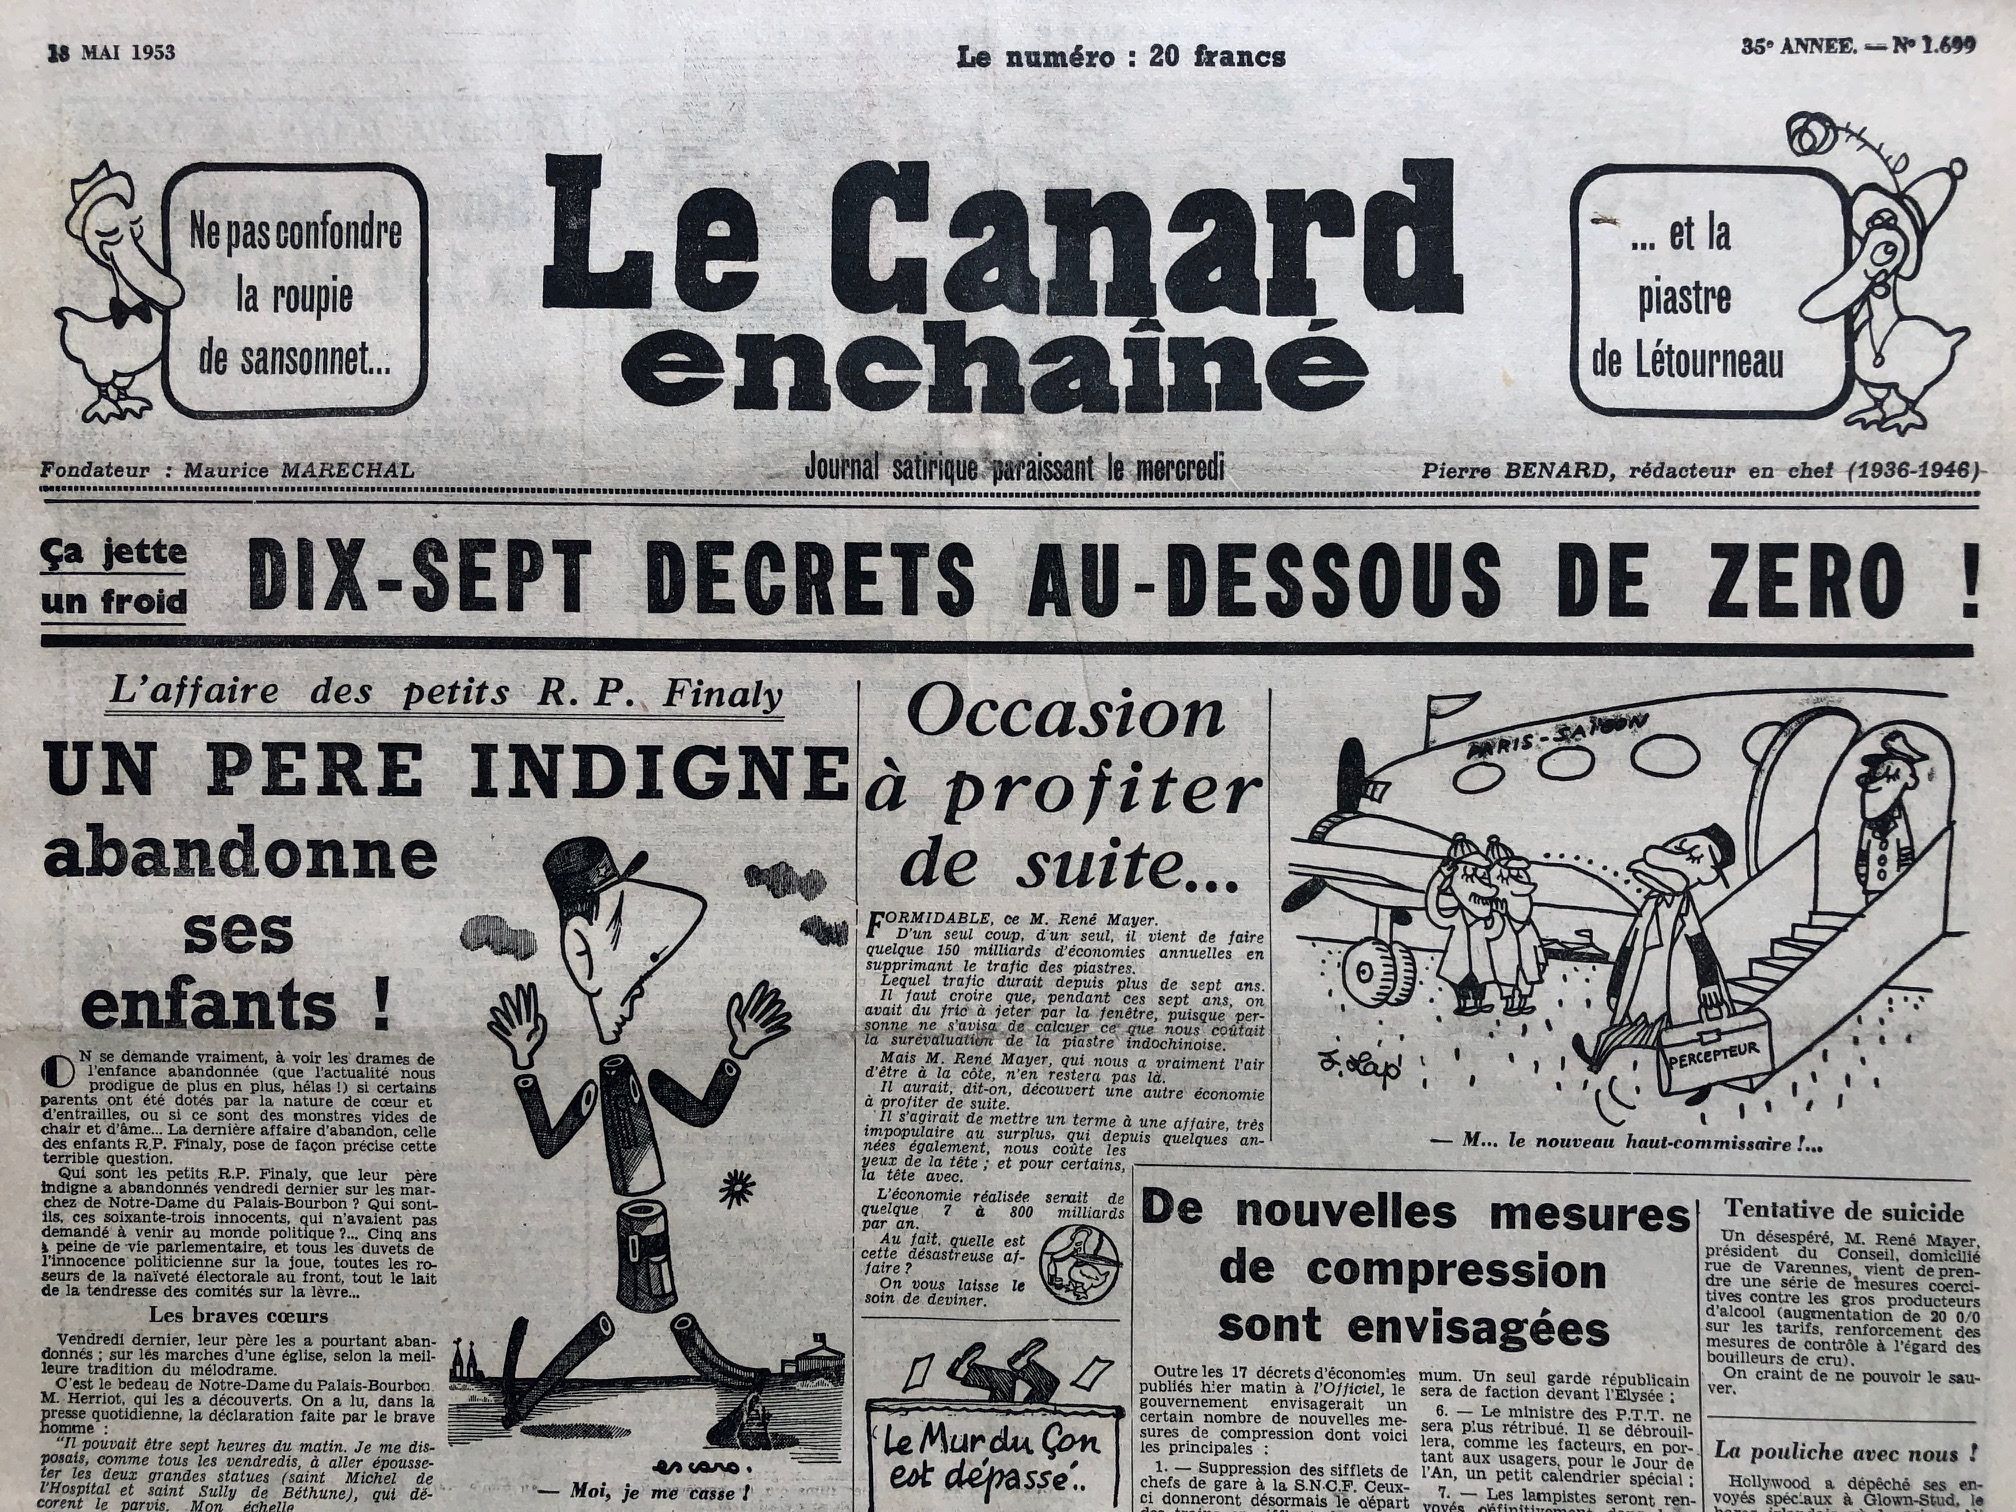 18 MAI 1953
Le numéro : 20 francs
35e ANNEE. — No 1.699
Ne pas confondre
la roupie
de sansonnet...
Le Canard
enchaîné
... et la
piastre
de Létourneau
Fondateur : Maurice MARECHAL
Journal satirique paraissant le mercredi
Pierre BENARD, rédacteur en chef (1936-1946)
Ça jette
un froid
DIX-SEPT DECRETS AU-DESSOUS DE ZERO !
L'affaire des petits R. P. Finaly
UN PERE INDIGNE
abandonne
ses
enfants !
ON se demande vraiment, à voir les drames de
l'enfance abandonnée (que l'actualité nous
prodigue de plus en plus, hélas !) si certains
parents ont été dotés par la nature de cœur et
d'entrailles, ou si ce sont des monstres vides de
chair et d'âme... La dernière affaire d'abandon, celle
des enfants R.P. Finaly, pose de façon précise cette
terrible question.
Qui sont les petits R.P. Finaly, que leur père
indigne a abandonnés vendredi dernier sur les mar-
chez de Notre-Dame du Palais-Bourbon ? Qui sont-
ils, ces soixante-trois innocents, qui n'avaient pas
demandé à venir au monde politique ?... Cinq ans
à peine de vie parlementaire, et tous les duvets de
l'innocence politicienne sur la joue, toutes les ro-
seurs de la naïveté électorale au front, tout le lait
de la tendresse des comités sur la lèvre...
Les braves cœurs
Vendredi dernier, leur père les a pourtant aban-
donnés ; sur les marches d'une église, selon la meil-
leure tradition du mélodrame.
C'est le bedeau de Notre-Dame du Palais-Bourbon
M. Herriot, qui les a découverts. On a lu, dans la
presse quotidienne, la déclaration faite par le brave
homme :
"Il pouvait être sept heures du matin. Je me dis-
posais, comme tous les vendredis, à aller épousse-
ter les deux grandes statues (saint Michel de
l'Hospital et saint Sully de Béthune), qui dé-
corent le parvis. Mon échelle
escaro.
— Moi, je me casse !
Occasion
à profiter
de suite...
FORMIDABLE, ce M. René Mayer.
D'un seul coup, d'un seul, il vient de faire
quelque 150 milliards d'économies annuelles en
supprimant le trafic des piastres.
Lequel trafic durait depuis plus de sept ans.
Il faut croire que, pendant ces sept ans, on
avait du fric à jeter par la fenêtre, puisque per-
sonne ne s'avisa de calcuer ce que nous coûtait
la surévaluation de la piastre indochinoise.
Mais M. René Mayer, qui nous a vraiment l'air
d'être à la côte, n'en restera pas là.
Il aurait, dit-on, découvert une autre économie
à profiter de suite.
Il s'agirait de mettre un terme à une affaire, très
impopulaire au surplus, qui depuis quelques an-
nées également, nous coûte les
yeux de la tête ; et pour certains,
la tête avec.
L'économie réalisée serait de
quelque 7 à 800 milliards
par an.
Au fait, quelle est
cette désastreuse af-
faire ?
On vous laisse le
soin de deviner.
Le Mur du Çon
est dépassé..
PARIS-SAIGON
PERCEPTEUR
J. Lap
— M... le nouveau haut-commissaire !...
De nouvelles mesures
de compression
sont envisagées
Outre les 17 décrets d'économies
publiés hier matin à l'Officiel, le
gouvernement envisagerait un
certain nombre de nouvelles me-
sures de compression dont voici
les principales :
1. — Suppression des sifflets de
chefs de gare à la S.N.C.F. Ceux-
ci donneront désormais le départ
mum. Un seul garde républicain
sera de faction devant l'Elysée ;
6. — Le ministre des P.T.T. ne
sera plus rétribué. Il se débrouil-
lera, comme les facteurs, en por-
tant aux usagers, pour le Jour de
l'An, un petit calendrier spécial ;
7. — Les lampistes seront ren-
voyés définitivement
Tentative de suicide
Un désespéré, M. René Mayer,
président du Conseil, domicilié
rue de Varennes, vient de pren-
dre une série de mesures coerci-
tives contre les gros producteurs
d'alcool (augmentation de 20 0/0
sur les tarifs, renforcement des
mesures de contrôle à l'égard des
bouilleurs de cru).
On craint de ne pouvoir le sau-
ver.
La pouliche avec nous !
Hollywood a dépêché ses en-
voyés spéciaux à Glown-Stud, le